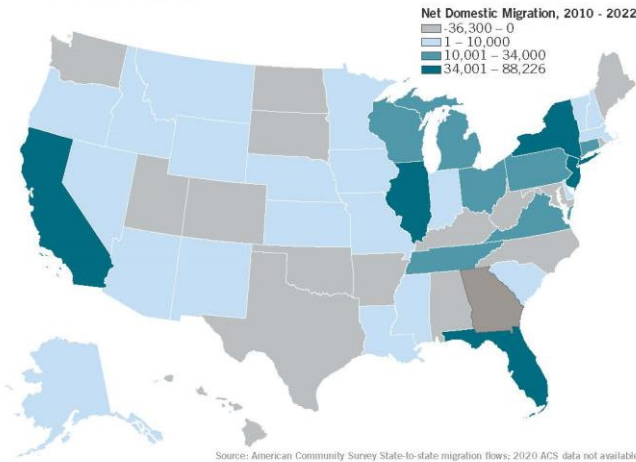 Net Domestic Migration, 2010 - 2022
-36,300 – 0
1 – 10,000
10,001 – 34,000
34,001 – 88,226
Source: American Community Survey State-to-state migration flows; 2020 ACS data not available